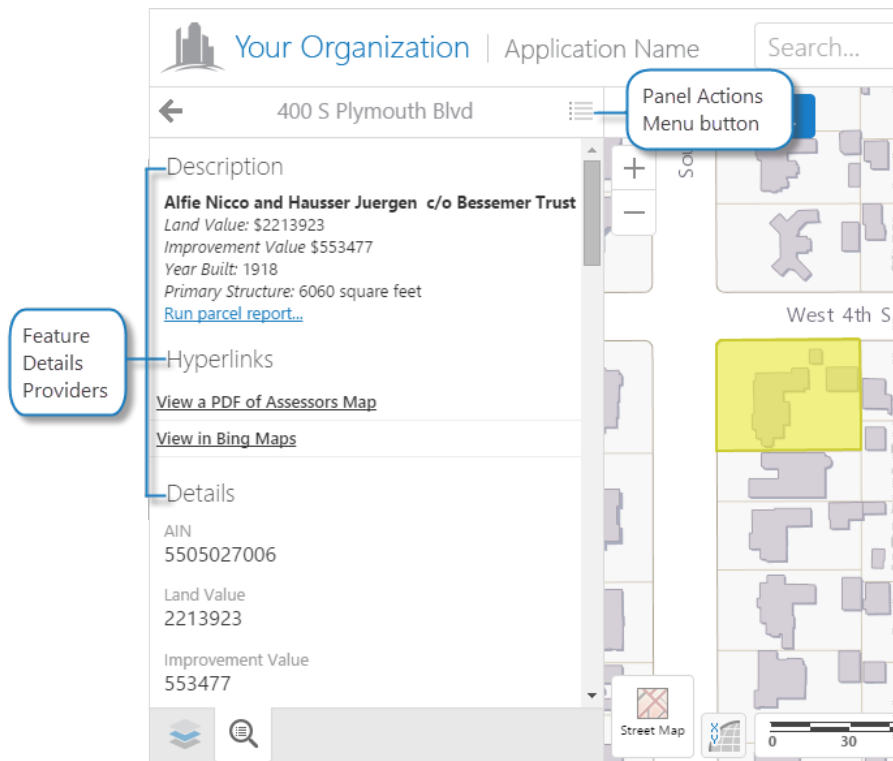 Your Organization | Application Name
Search...
400 S Plymouth Blvd
Panel Actions
Menu button
Description
Alfie Nicco and Hausser Juergen c/o Bessemer Trust
Land Value: $2213923
Improvement Value $553477
Year Built: 1918
Primary Structure: 6060 square feet
Run parcel report...
Feature
Details
Providers
Hyperlinks
View a PDF of Assessors Map
View in Bing Maps
Details
AIN
5505027006
Land Value
2213923
Improvement Value
553477
+
−
Sou
West 4th S
Street Map
X Y
0 30